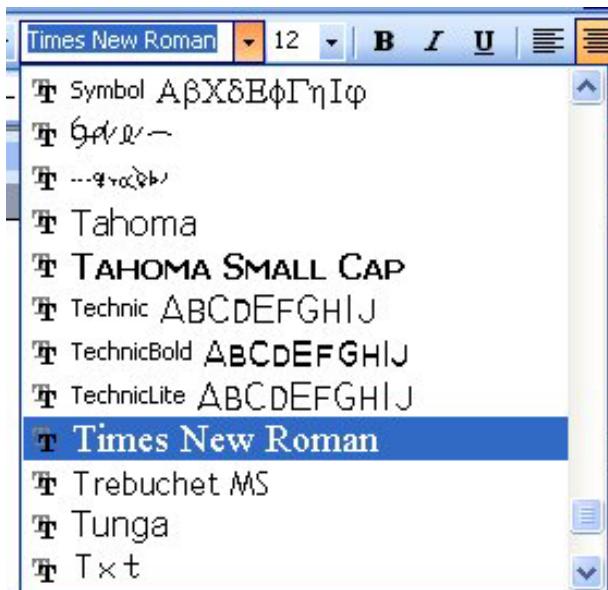 Times New Roman 12 B I U
Symbol ΑβΧδΕφΓηΙφ
Tahoma
TAHOMA SMALL CAP
Technic ABCDEFGHIJ
TechnicBold ABCDEFGHIJ
TechnicLite ABCDEFGHIJ
Times New Roman
Trebuchet MS
Tunga
Txt